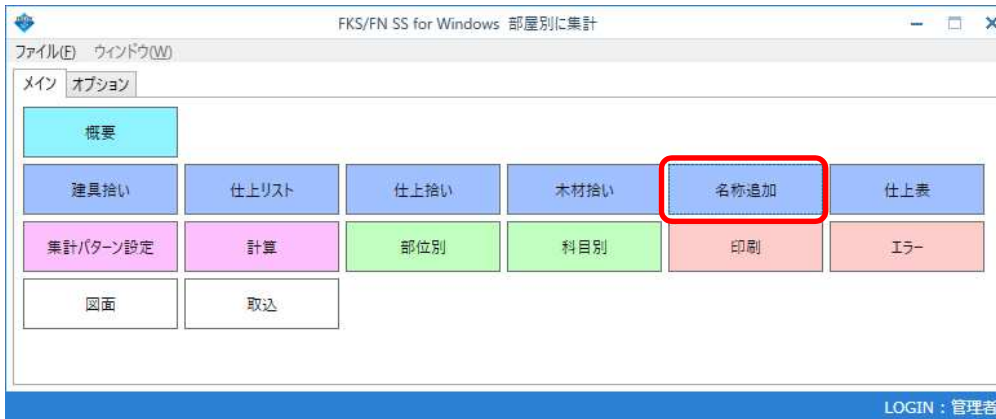 FKS/FN SS for Windows 部屋別に集計
ファイル(F) ウィンドウ(W)
メイン オプション
概要
建具拾い 仕上リスト 仕上拾い 木材拾い 名称追加 仕上表
集計パターン設定 計算 部位別 科目別 印刷 エラー
図面 取込
LOGIN：管理者